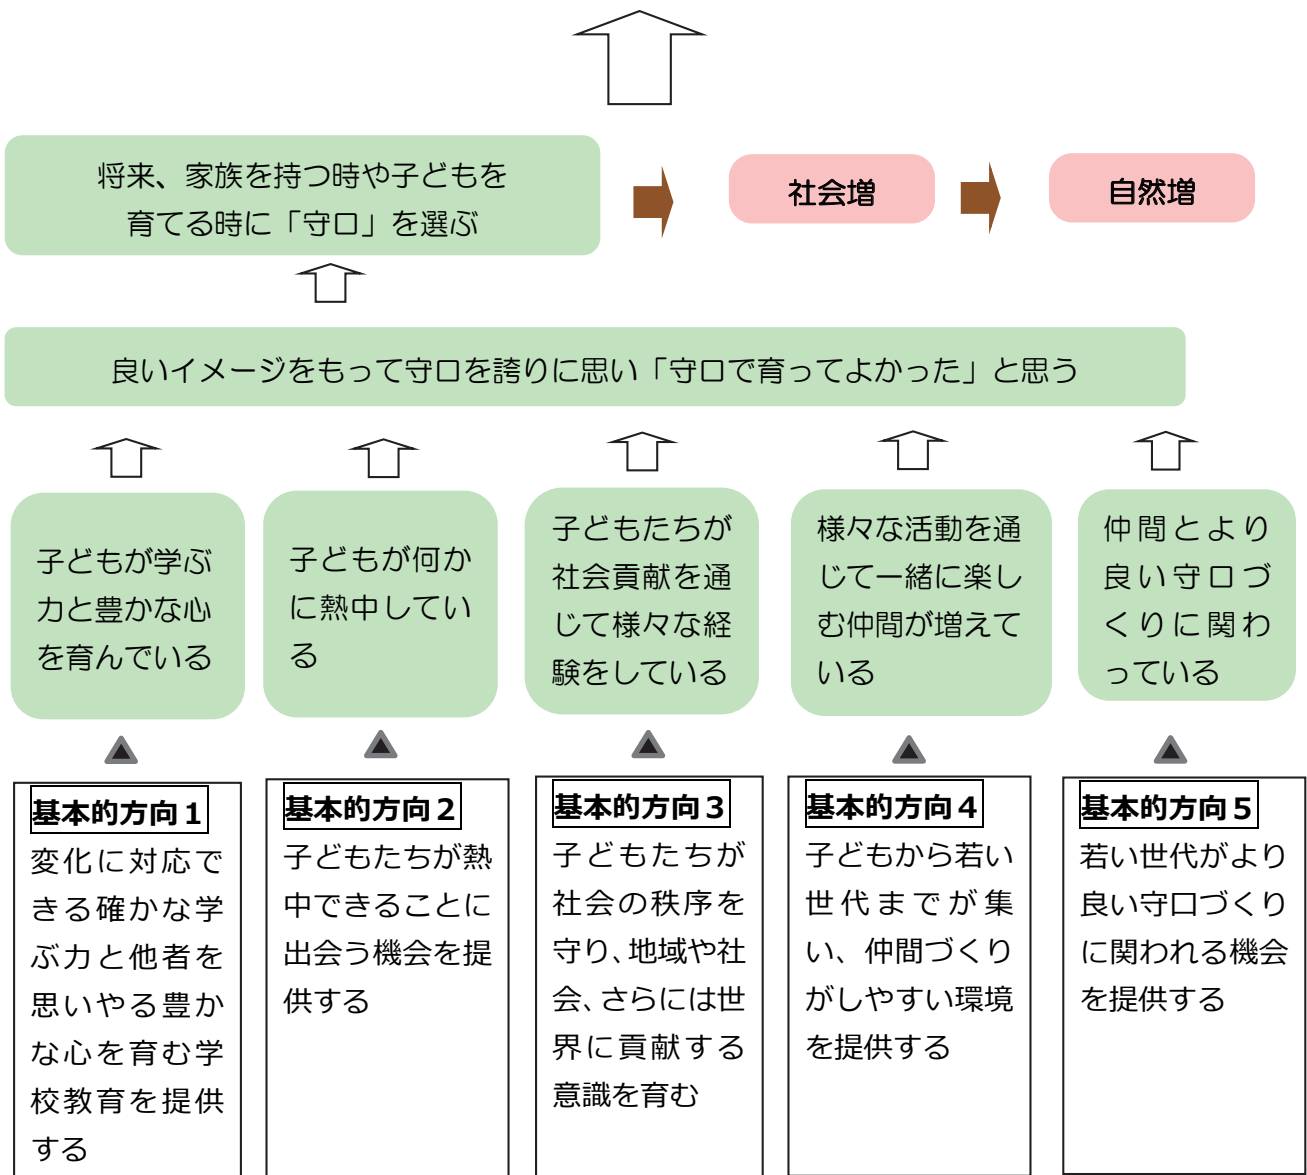 将来、家族を持つ時や子どもを
育てる時に「守口」を選ぶ
社会増
自然増
良いイメージをもって守口を誇りに思い「守口で育ってよかった」と思う
子どもが学ぶ
力と豊かな心
を育んでいる
子どもが何か
に熱中してい
る
子どもたちが
社会貢献を通
じて様々な経
験をしている
様々な活動を通
じて一緒に楽し
む仲間が増えて
いる
仲間とより
良い守口づ
くりに関わ
っている
基本的方向１
変化に対応で
きる確かな学
ぶ力と他者を
思いやる豊か
な心を育む学
校教育を提供
する
基本的方向２
子どもたちが熱
中できることに
出会う機会を提
供する
基本的方向３
子どもたちが
社会の秩序を
守り、地域や社
会、さらには世
界に貢献する
意識を育む
基本的方向４
子どもから若い
世代までが集
い、仲間づくり
がしやすい環境
を提供する
基本的方向５
若い世代がより
良い守口づくり
に関われる機会
を提供する